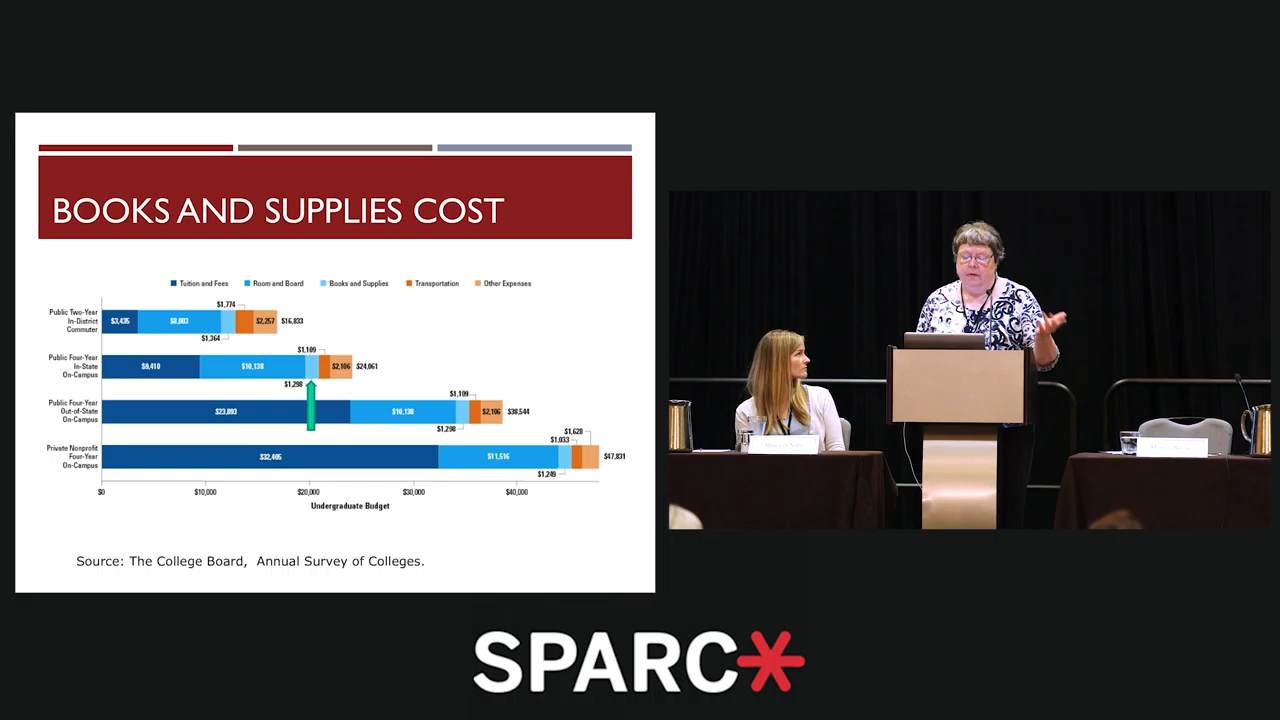 BOOKS AND SUPPLIES COST
Tuition and Fees Room and Board Books and Supplies Transportation Other Expenses
Public Two-Year
In-District
Commuter
$3,435 $8,003 $1,364 $1,774 $2,257 $16,833
Public Four-Year
In-State
On-Campus
$9,410 $10,138 $1,298 $1,109 $2,106 $24,061
Public Four-Year
Out-of-State
On-Campus
$23,893 $10,138 $1,298 $1,109 $2,106 $38,544
Private Nonprofit
Four-Year
On-Campus
$32,405 $11,516 $1,249 $1,033 $1,628 $47,831
$0 $10,000 $20,000 $30,000 $40,000
Undergraduate Budget
Source: The College Board, Annual Survey of Colleges.
SPARC